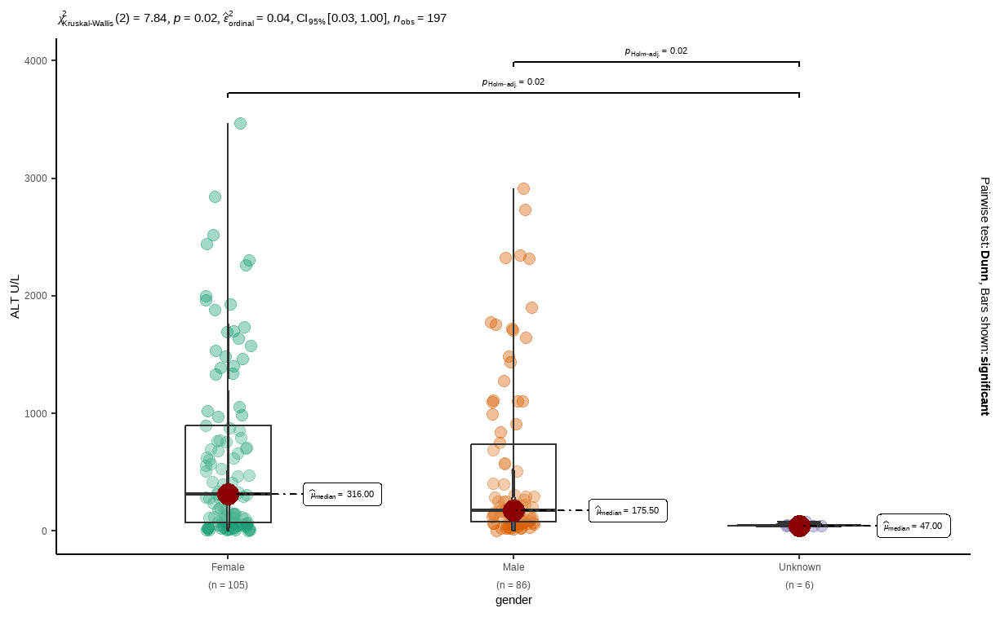 χ²Kruskal-Wallis (2) = 7.84, p = 0.02, ε̂²ordinal = 0.04, CI95% [0.03, 1.00], nobs = 197
4000
3000
2000
1000
0
ALT U/L
pHolm−adj. = 0.02
pHolm−adj. = 0.02
μ̂median = 316.00
μ̂median = 175.50
μ̂median = 47.00
Female
(n = 105)
Male
(n = 86)
Unknown
(n = 6)
gender
Pairwise test: Dunn, Bars shown: significant